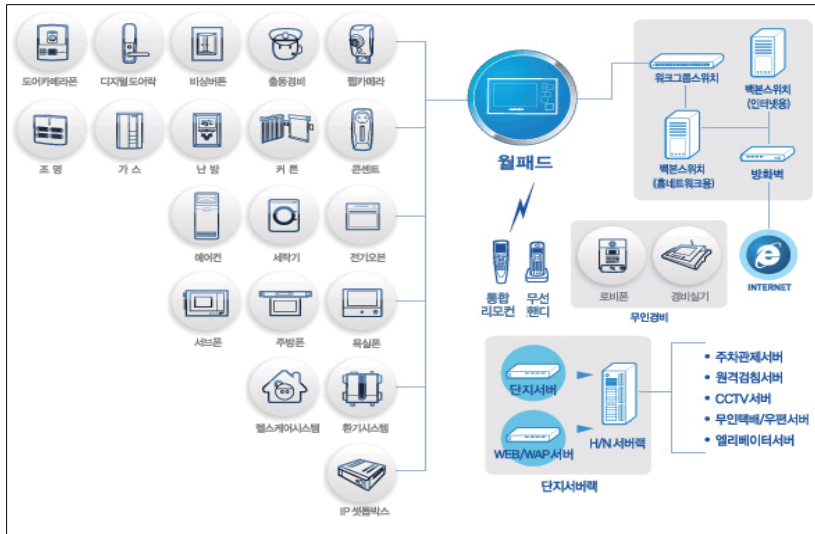 도어카메라폰 디지털도어락 비상버튼 출동경비 웹카메라
조 명 가 스 난 방 커 튼 콘센트
에어컨 세탁기 전기오븐
서브폰 주방폰 욕실폰
헬스케어시스템 환기시스템
IP 셋톱박스
월패드
통합
리모컨
무선
핸디
워크그룹스위치
백본스위치
(인터넷용)
백본스위치
(홈네트워크용)
방화벽
INTERNET
로비폰 경비실기
무인경비
단지서버
WEB/WAP 서버
H/N 서버랙
단지서버랙
• 주차관제서버
• 원격검침서버
• CCTV 서버
• 무인택배/우편서버
• 엘리베이터서버